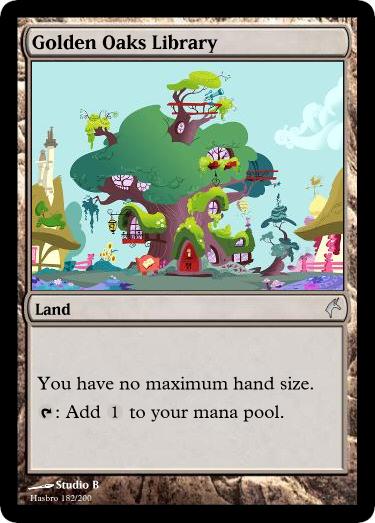 Golden Oaks Library
Land
You have no maximum hand size.
: Add 1 to your mana pool.
Studio B
Hasbro 182/200